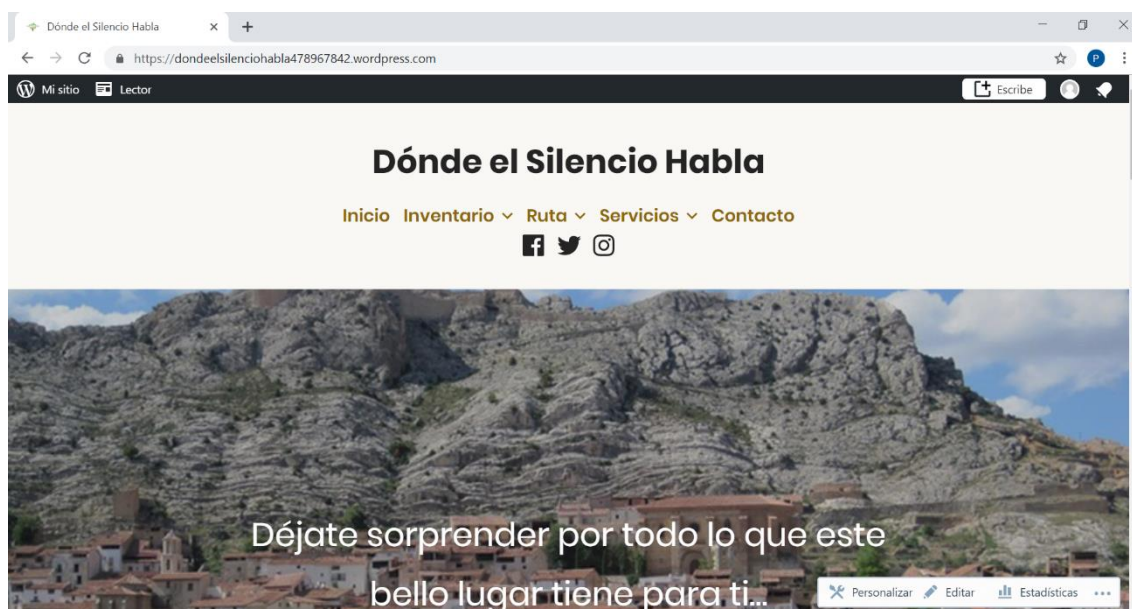 Dónde el Silencio Habla
https://dondeelsilenciohabla478967842.wordpress.com
P
Mi sitio Lector Escribe
Dónde el Silencio Habla
Inicio Inventario Ruta Servicios Contacto
Déjate sorprender por todo lo que este
bello lugar tiene para ti...
Personalizar Editar Estadísticas